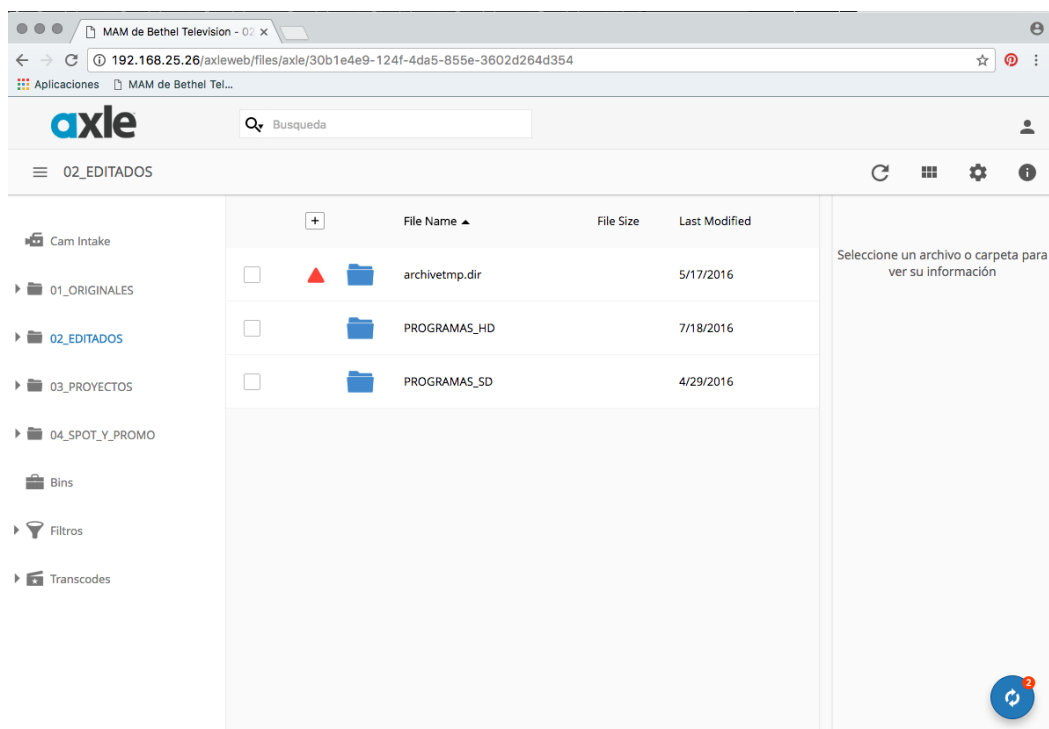 MAM de Bethel Television - 02
192.168.25.26/axleweb/files/axle/30b1e4e9-124f-4da5-855e-3602d264d354
Aplicaciones MAM de Bethel Tel...
axle
Busqueda
02_EDITADOS
File Name File Size Last Modified
Cam Intake
01_ORIGINALES
02_EDITADOS
03_PROYECTOS
04_SPOT_Y_PROMO
Bins
Filtros
Transcodes
archivetmp.dir 5/17/2016
PROGRAMAS_HD 7/18/2016
PROGRAMAS_SD 4/29/2016
Seleccione un archivo o carpeta para
ver su información
2